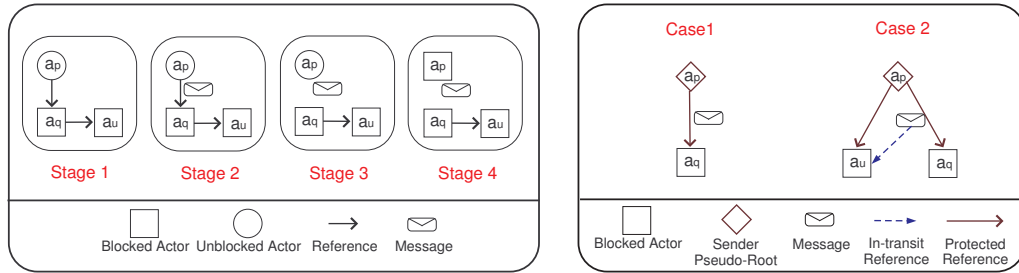 ap ap ap ap
aq au aq au aq au aq au
Stage 1 Stage 2 Stage 3 Stage 4
Blocked Actor Unblocked Actor Reference Message
Case1 Case 2
ap ap
aq au aq
Blocked Actor Sender Pseudo-Root Message In-transit Reference Protected Reference